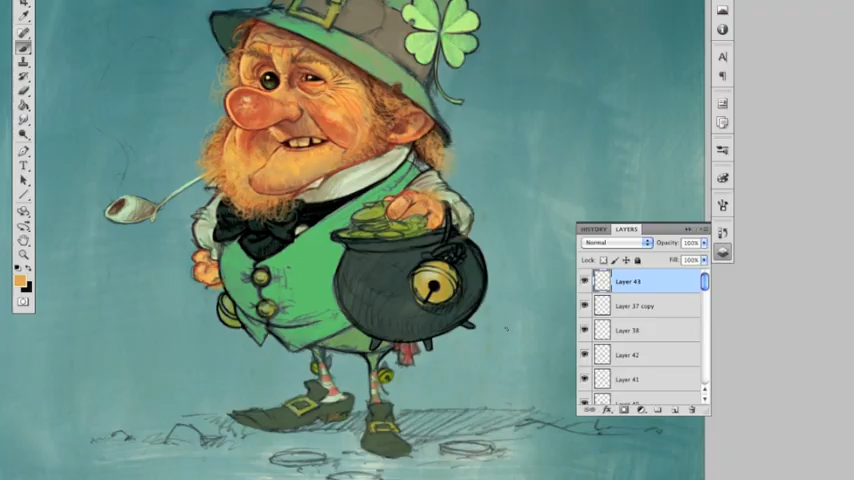 HISTORY LAYERS
Normal Opacity: 100%
Lock: Fill: 100%
Layer 43
Layer 37 copy
Layer 38
Layer 42
Layer 41